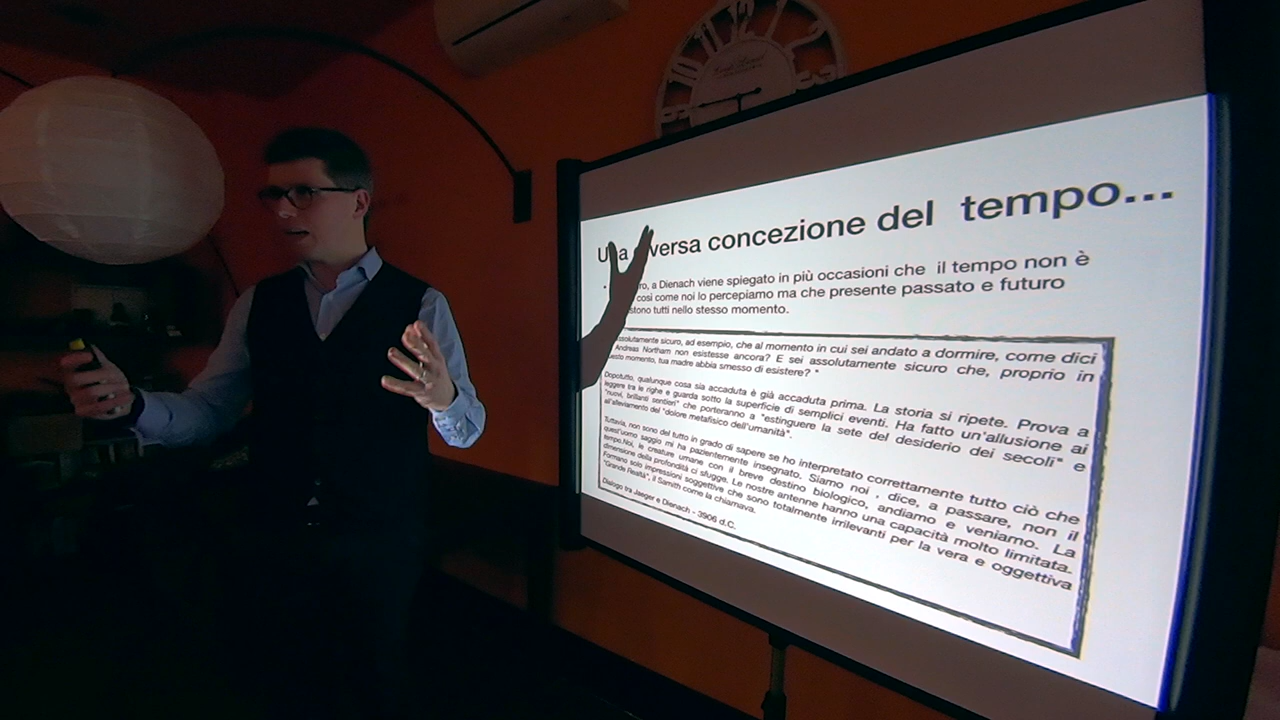 12
10
2
3
U a versa concezione del tempo...
ro, a Dienach viene spiegato in più occasioni che il tempo non è
così come noi lo percepiamo ma che presente passato e futuro
stono tutti nello stesso momento.
ssolutamente sicuro, ad esempio, che al momento in cui sei andato a dormire, come dici
Andreas Northam non esistesse ancora? E sei assolutamente sicuro che, proprio in
esto momento, tua madre abbia smesso di esistere? "
Dopotutto, qualunque cosa sia accaduta è già accaduta prima. La storia si ripete. Prova a
leggere tra le righe e guarda sotto la superficie di semplici eventi. Ha fatto un'allusione ai
"nuovi, brillanti sentieri" che porteranno a "estinguere la sete del desiderio dei secoli" e
all'alleviamento del "dolore metafisico dell'umanità".
Tuttavia, non sono del tutto in grado di sapere se ho interpretato correttamente tutto ciò che
quest'uomo saggio mi ha pazientemente insegnato. Siamo noi , dice, a passare, non il
tempo.Noi, le creature umane con il breve destino biologico, andiamo e veniamo. La
dimensione della profondità ci sfugge. Le nostre antenne hanno una capacità molto limitata.
Formano solo impressioni soggettive che sono totalmente irrilevanti per la vera e oggettiva
"Grande Realtà", il Samith come la chiamava.
Dialogo tra Jaeger e Dienach - 3906 d.C.